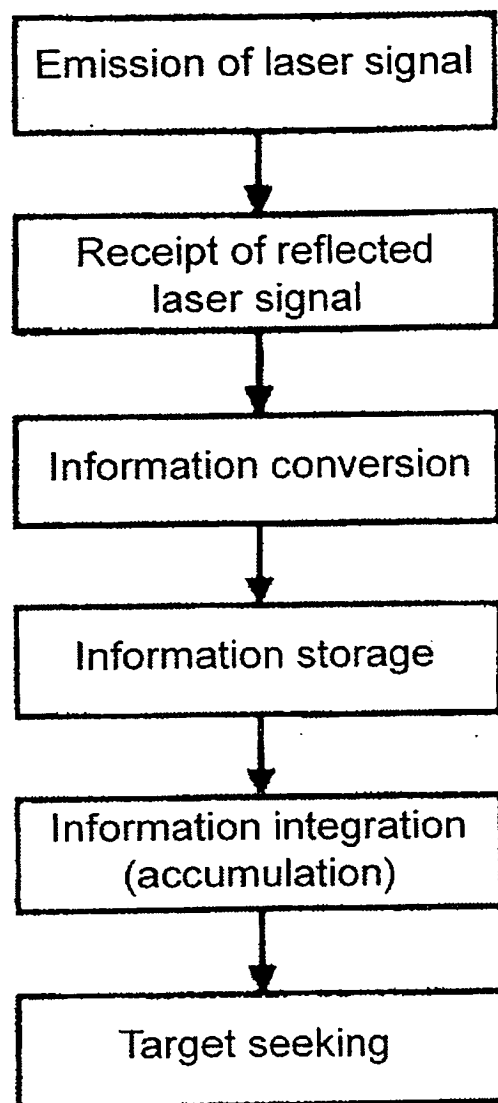 Emission of laser signal
Receipt of reflected
laser signal
Information conversion
Information storage
Information integration
(accumulation)
Target seeking